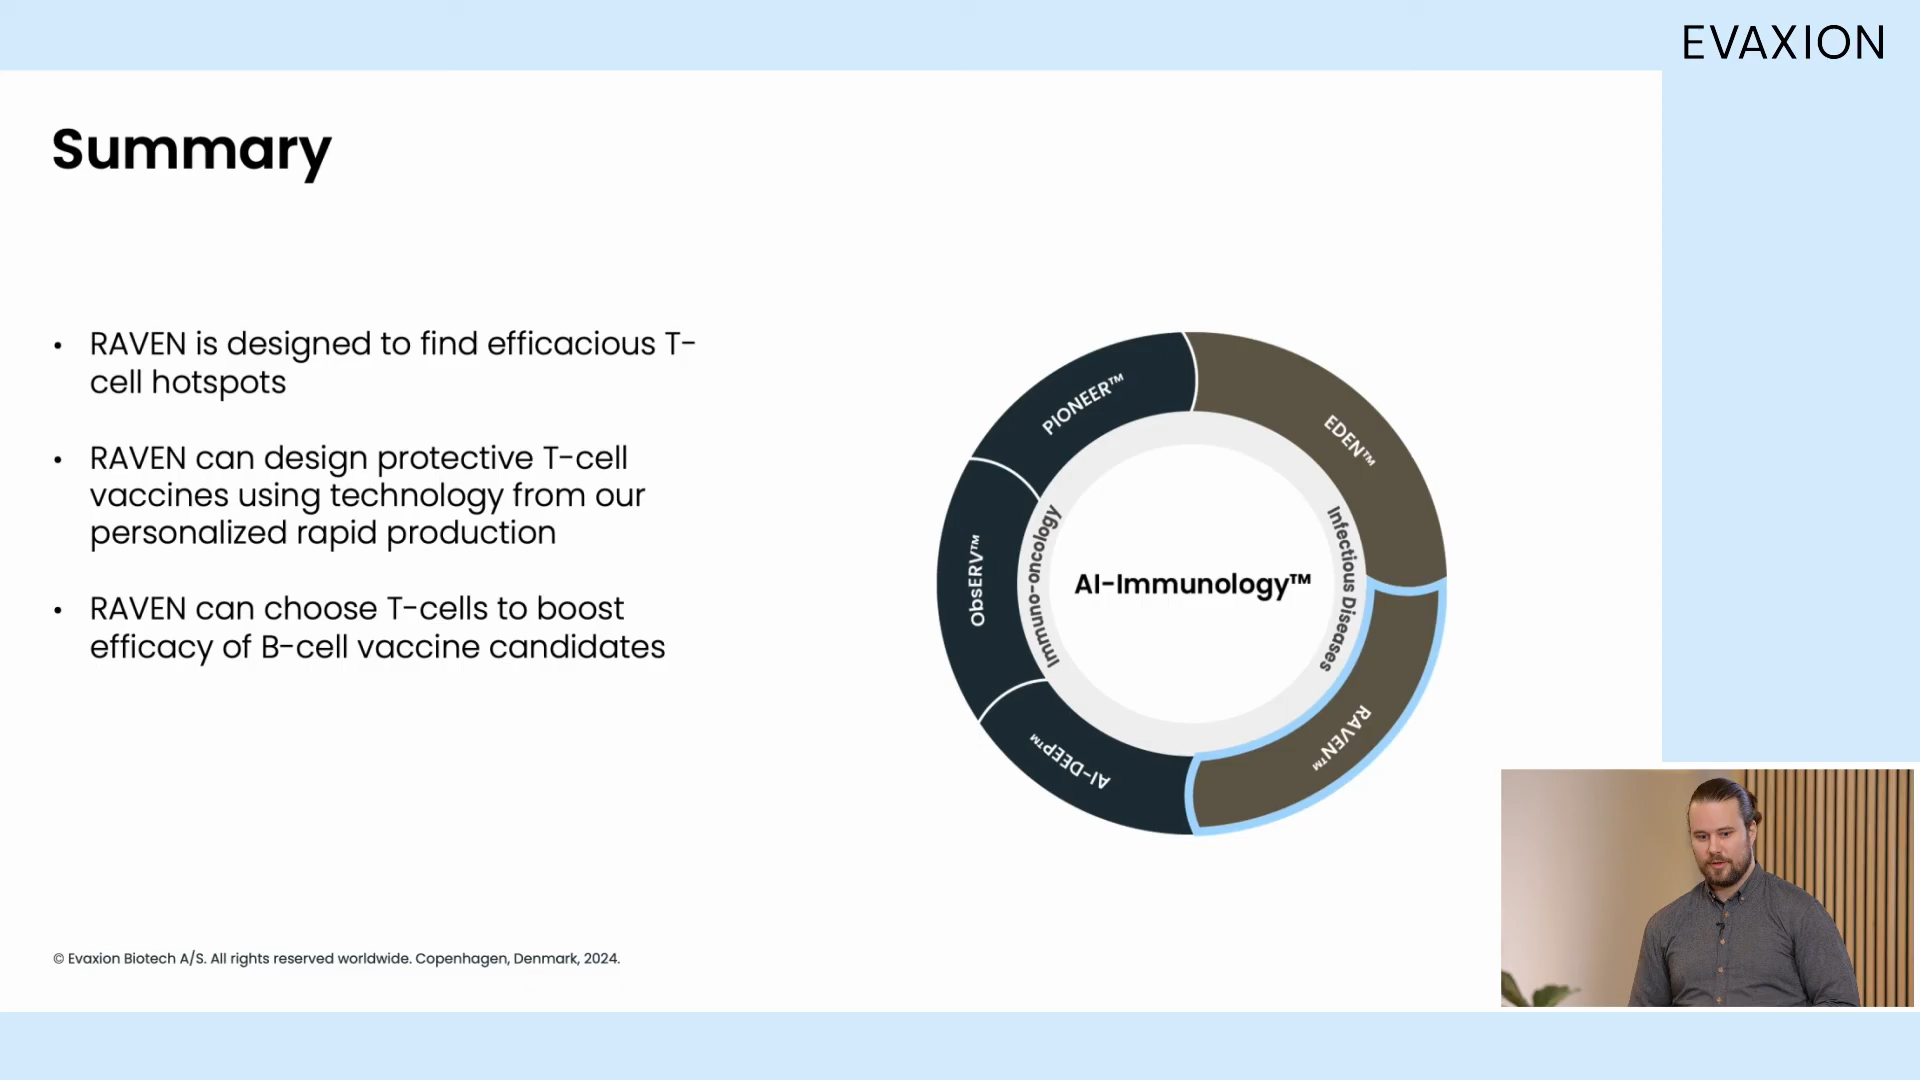 EVAXION
Summary
• RAVEN is designed to find efficacious T-
cell hotspots
• RAVEN can design protective T-cell
vaccines using technology from our
personalized rapid production
• RAVEN can choose T-cells to boost
efficacy of B-cell vaccine candidates
PIONEER™
EDEN™
ObsERV™
Immuno-oncology
AI-Immunology™
Infectious Diseases
AI-DEEP™
RAVEN™
© Evaxion Biotech A/S. All rights reserved worldwide. Copenhagen, Denmark, 2024.